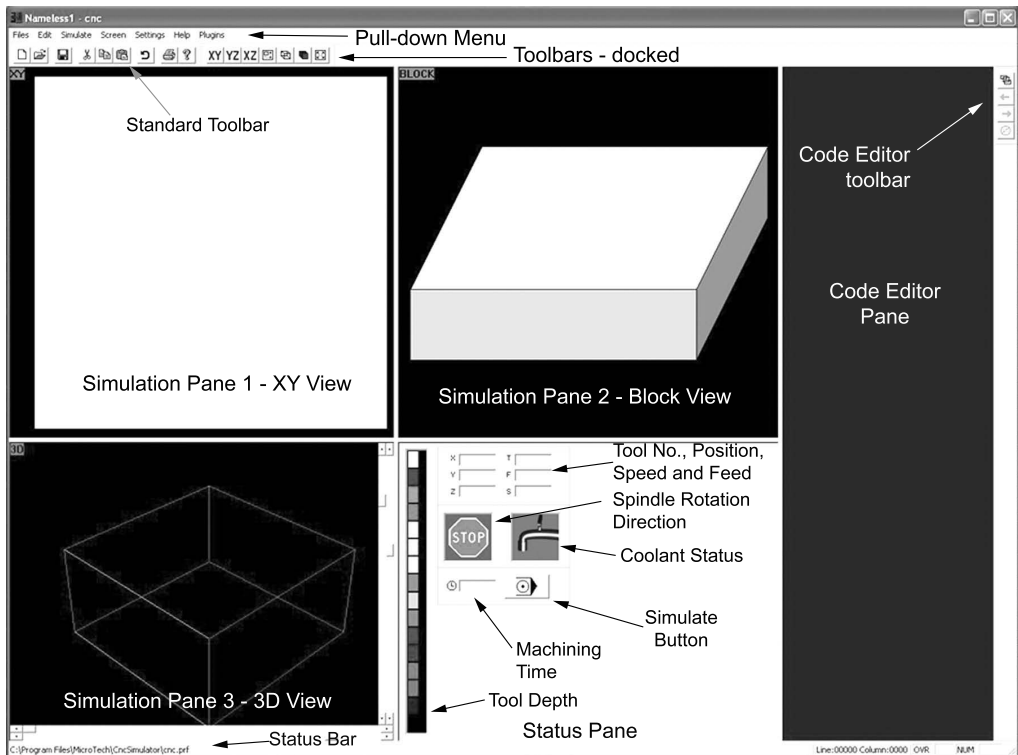 Nameless1 - cnc
Files Edit Simulate Screen Settings Help Plugins
Pull-down Menu
XY YZ XZ
Toolbars - docked
XY
BLOCK
Standard Toolbar
Code Editor
toolbar
Code Editor
Pane
Simulation Pane 1 - XY View
Simulation Pane 2 - Block View
3D
X T
Y F
Z S
Tool No., Position,
Speed and Feed
Spindle Rotation
Direction
STOP
Coolant Status
Simulate
Button
Machining
Time
Simulation Pane 3 - 3D View
Tool Depth
Status Pane
Status Bar
C:\Program Files\MicroTech\CncSimulator\cnc.prf
Line:00000 Column:0000 OVR NUM